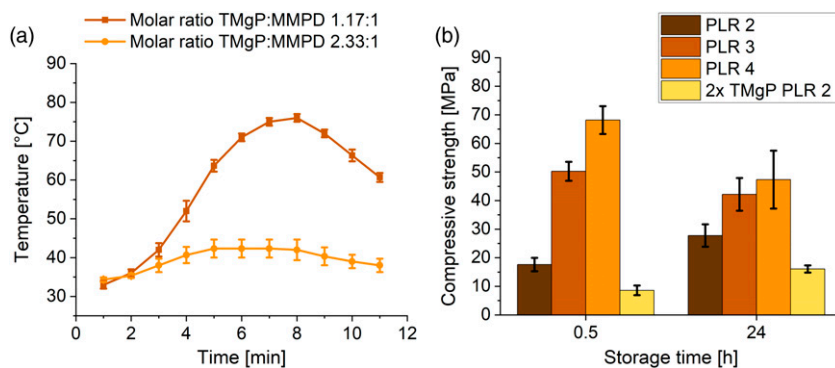 (a)
Molar ratio TMgP:MMPD 1.17:1
Molar ratio TMgP:MMPD 2.33:1
Temperature [°C]
90
80
70
60
50
40
30
0
2
4
6
8
10
12
Time [min]
(b)
PLR 2
PLR 3
PLR 4
2x TMgP PLR 2
Compressive strength [MPa]
90
80
70
60
50
40
30
20
10
0
0.5
24
Storage time [h]